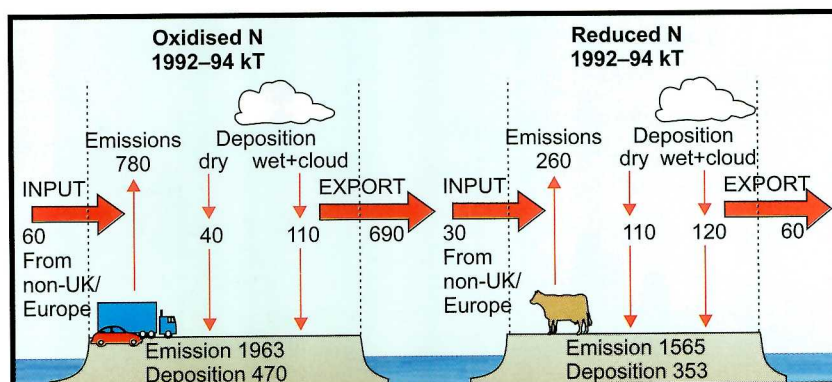 Oxidised N
1992–94 kT
Emissions
780
Deposition
dry
wet+cloud
INPUT
60
From
non-UK/
Europe
40
110
EXPORT
690
Emission 1963
Deposition 470
Reduced N
1992–94 kT
Emissions
260
Deposition
dry
wet+cloud
INPUT
30
From
non-UK/
Europe
110
120
EXPORT
60
Emission 1565
Deposition 353